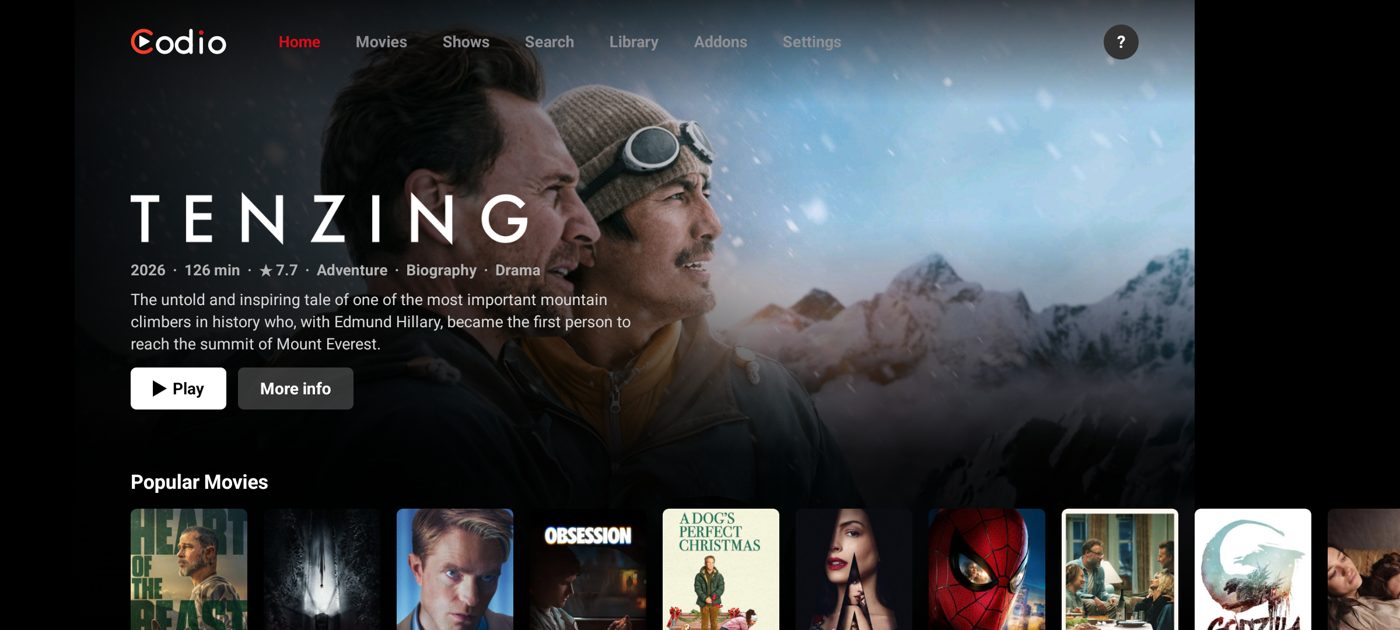 Codio
Home Movies Shows Search Library Addons Settings ?
TENZING
2026 · 126 min · ★ 7.7 · Adventure · Biography · Drama
The untold and inspiring tale of one of the most important mountain
climbers in history who, with Edmund Hillary, became the first person to
reach the summit of Mount Everest.
Play More info
Popular Movies
HEART
OF
THE
BEAST
OBSESSION
A DOG'S
PERFECT
CHRISTMAS
GODZILLA